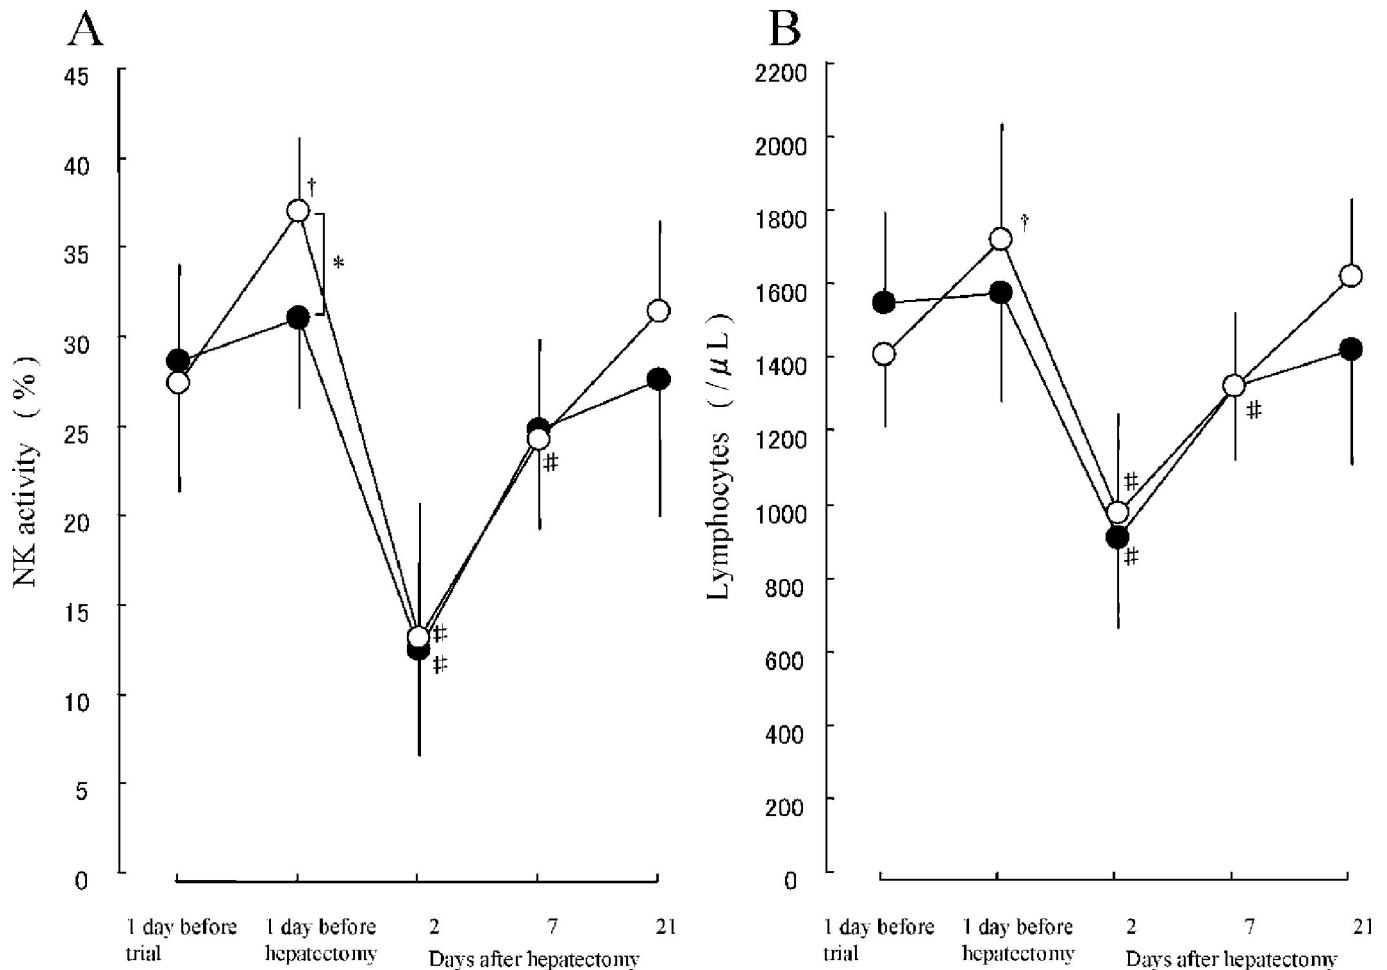 A
NK activity (%)
45
40
35
30
25
20
15
10
5
0
†
*
#
#
#
1 day before
trial
1 day before
hepatectomy
2
7
21
Days after hepatectomy
B
Lymphocytes (/μL)
2200
2000
1800
1600
1400
1200
1000
800
600
400
200
0
†
#
#
#
1 day before
trial
1 day before
hepatectomy
2
7
21
Days after hepatectomy